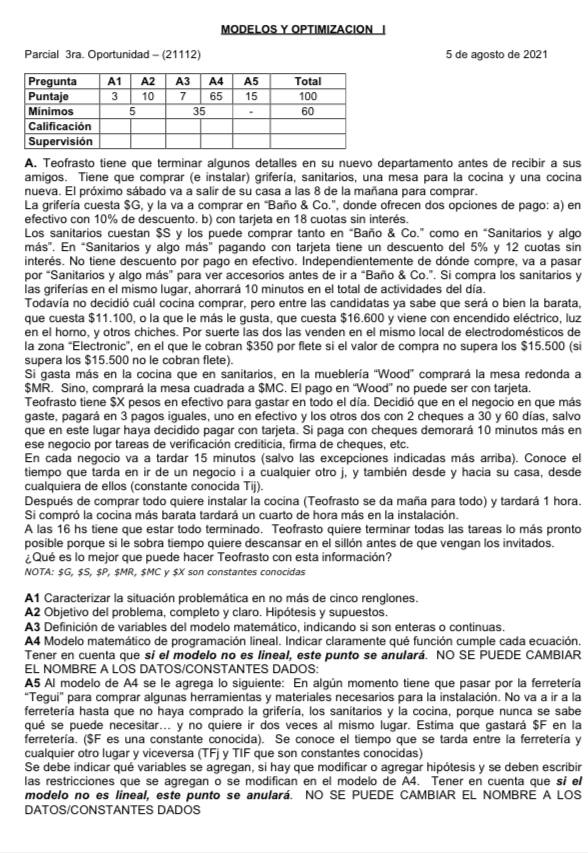 MODELOS Y OPTIMIZACION I
Parcial 3ra. Oportunidad – (21112) 5 de agosto de 2021
Pregunta A1 A2 A3 A4 A5 Total
Puntaje 3 10 7 65 15 100
Mínimos 5 35 - 60
Calificación
Supervisión
A. Teofrasto tiene que terminar algunos detalles en su nuevo departamento antes de recibir a sus
amigos. Tiene que comprar (e instalar) grifería, sanitarios, una mesa para la cocina y una cocina
nueva. El próximo sábado va a salir de su casa a las 8 de la mañana para comprar.
La grifería cuesta $G, y la va a comprar en “Baño & Co.”, donde ofrecen dos opciones de pago: a) en
efectivo con 10% de descuento. b) con tarjeta en 18 cuotas sin interés.
Los sanitarios cuestan $S y los puede comprar tanto en “Baño & Co.” como en “Sanitarios y algo
más”. En “Sanitarios y algo más” pagando con tarjeta tiene un descuento del 5% y 12 cuotas sin
interés. No tiene descuento por pago en efectivo. Independientemente de dónde compre, va a pasar
por “Sanitarios y algo más” para ver accesorios antes de ir a “Baño & Co.”. Si compra los sanitarios y
las griferías en el mismo lugar, ahorrará 10 minutos en el total de actividades del día.
Todavía no decidió cuál cocina comprar, pero entre las candidatas ya sabe que será o bien la barata,
que cuesta $11.100, o la que le más le gusta, que cuesta $16.600 y viene con encendido eléctrico, luz
en el horno, y otros chiches. Por suerte las dos las venden en el mismo local de electrodomésticos de
la zona “Electronic”, en el que le cobran $350 por flete si el valor de compra no supera los $15.500 (si
supera los $15.500 no le cobran flete).
Si gasta más en la cocina que en sanitarios, en la mueblería “Wood” comprará la mesa redonda a
$MR. Sino, comprará la mesa cuadrada a $MC. El pago en “Wood” no puede ser con tarjeta.
Teofrasto tiene $X pesos en efectivo para gastar en todo el día. Decidió que en el negocio en que más
gaste, pagará en 3 pagos iguales, uno en efectivo y los otros dos con 2 cheques a 30 y 60 días, salvo
que en este lugar haya decidido pagar con tarjeta. Si paga con cheques demorará 10 minutos más en
ese negocio por tareas de verificación crediticia, firma de cheques, etc.
En cada negocio va a tardar 15 minutos (salvo las excepciones indicadas más arriba). Conoce el
tiempo que tarda en ir de un negocio i a cualquier otro j, y también desde y hacia su casa, desde
cualquiera de ellos (constante conocida Tij).
Después de comprar todo quiere instalar la cocina (Teofrasto se da maña para todo) y tardará 1 hora.
Si compró la cocina más barata tardará un cuarto de hora más en la instalación.
A las 16 hs tiene que estar todo terminado. Teofrasto quiere terminar todas las tareas lo más pronto
posible porque si le sobra tiempo quiere descansar en el sillón antes de que vengan los invitados.
¿Qué es lo mejor que puede hacer Teofrasto con esta información?
NOTA: $G, $S, $P, $MR, $MC y $X son constantes conocidas
A1 Caracterizar la situación problemática en no más de cinco renglones.
A2 Objetivo del problema, completo y claro. Hipótesis y supuestos.
A3 Definición de variables del modelo matemático, indicando si son enteras o continuas.
A4 Modelo matemático de programación lineal. Indicar claramente qué función cumple cada ecuación.
Tener en cuenta que si el modelo no es lineal, este punto se anulará. NO SE PUEDE CAMBIAR
EL NOMBRE A LOS DATOS/CONSTANTES DADOS:
A5 Al modelo de A4 se le agrega lo siguiente: En algún momento tiene que pasar por la ferretería
“Tegui” para comprar algunas herramientas y materiales necesarios para la instalación. No va a ir a la
ferretería hasta que no haya comprado la grifería, los sanitarios y la cocina, porque nunca se sabe
qué se puede necesitar... y no quiere ir dos veces al mismo lugar. Estima que gastará $F en la
ferretería. ($F es una constante conocida). Se conoce el tiempo que se tarda entre la ferretería y
cualquier otro lugar y viceversa (TFj y TIF que son constantes conocidas)
Se debe indicar qué variables se agregan, si hay que modificar o agregar hipótesis y se deben escribir
las restricciones que se agregan o se modifican en el modelo de A4. Tener en cuenta que si el
modelo no es lineal, este punto se anulará. NO SE PUEDE CAMBIAR EL NOMBRE A LOS
DATOS/CONSTANTES DADOS